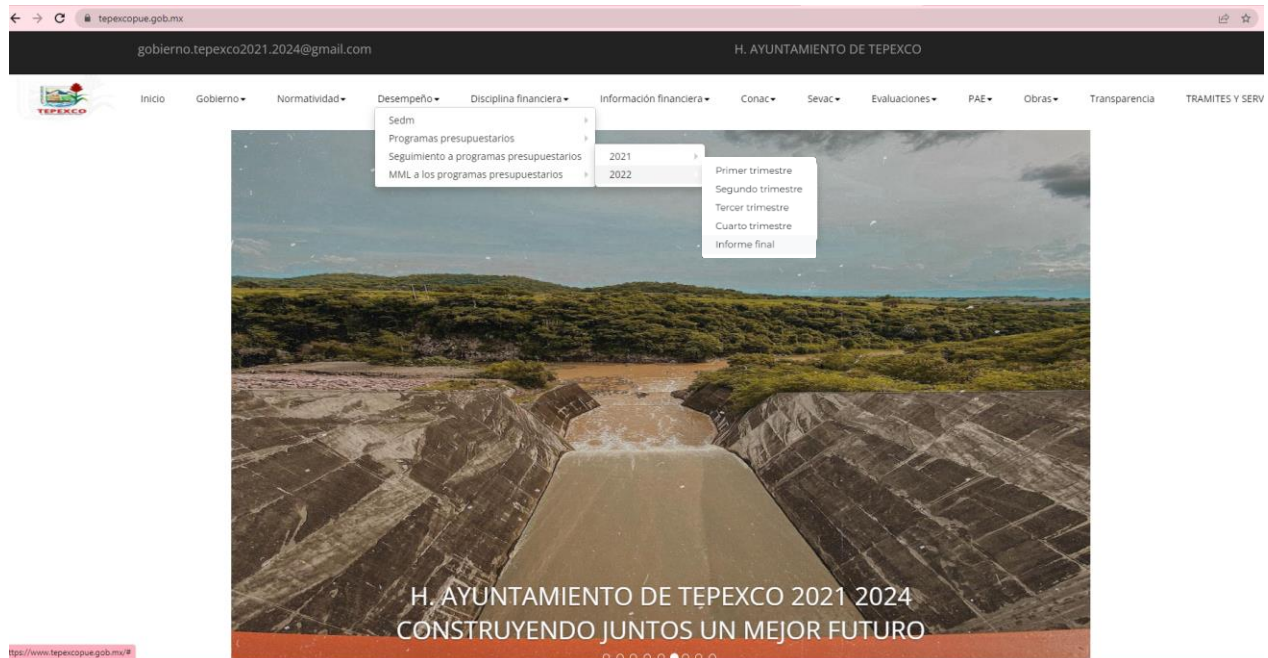 tepexcopue.gob.mx
gobierno.tepexco2021.2024@gmail.com H. AYUNTAMIENTO DE TEPEXCO
TEPEXCO
Inicio Gobierno Normatividad Desempeño Disciplina financiera Información financiera Conac Sevac Evaluaciones PAE Obras Transparencia TRAMITES Y SERV
Sedm
Programas presupuestarios
Seguimiento a programas presupuestarios
MML a los programas presupuestarios
2021
2022
Primer trimestre
Segundo trimestre
Tercer trimestre
Cuarto trimestre
Informe final
H. AYUNTAMIENTO DE TEPEXCO 2021 2024
CONSTRUYENDO JUNTOS UN MEJOR FUTURO
ttps://www.tepexcopue.gob.mx/#